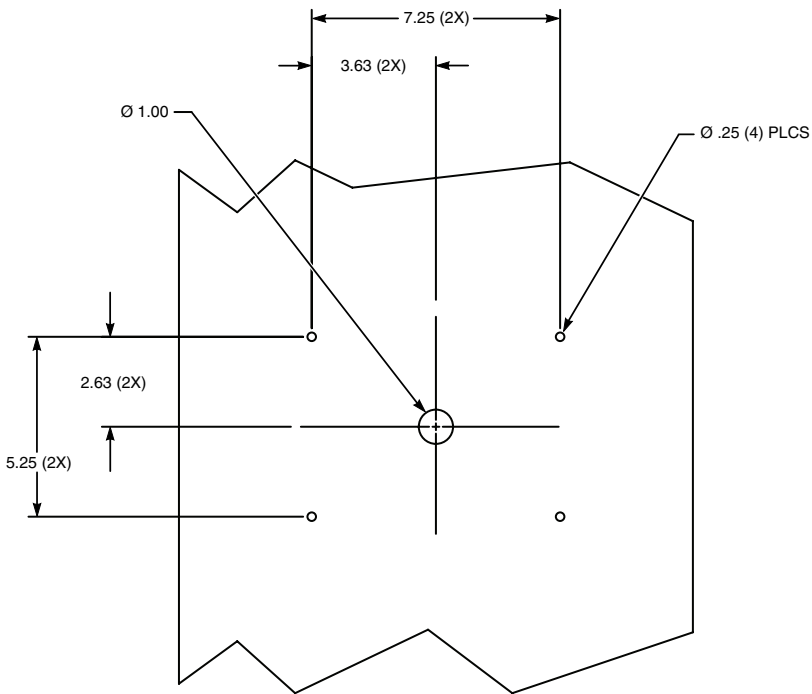 7.25 (2X)
3.63 (2X)
Ø 1.00
Ø .25 (4) PLCS
2.63 (2X)
5.25 (2X)